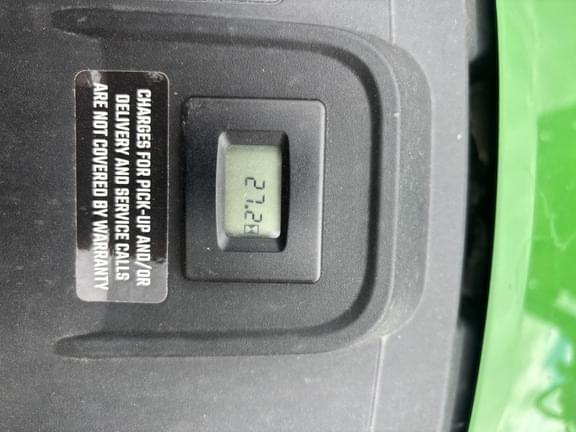 CHARGES FOR PICK-UP AND/OR
DELIVERY AND SERVICE CALLS
ARE NOT COVERED BY WARRANTY
27.2